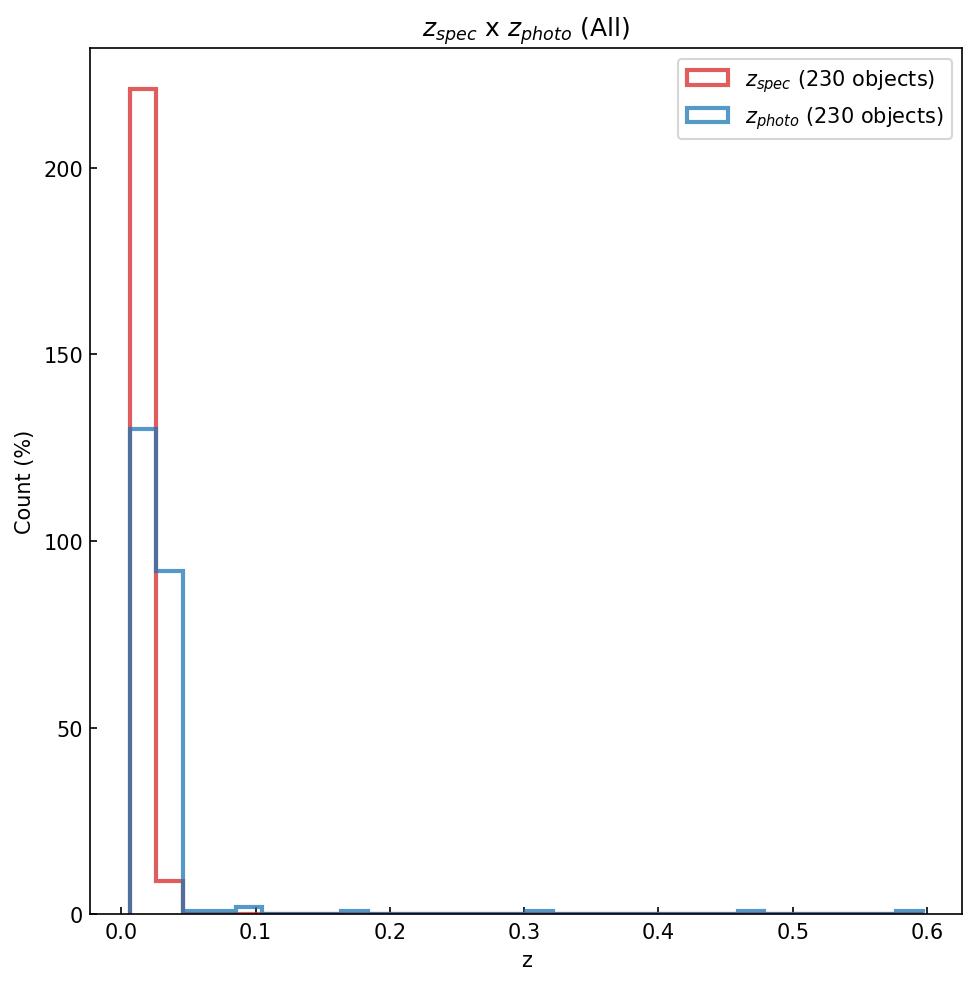 z_spec x z_photo (All)
z_spec (230 objects)
z_photo (230 objects)
Count (%)
200
150
100
50
0
0.0 0.1 0.2 0.3 0.4 0.5 0.6
z